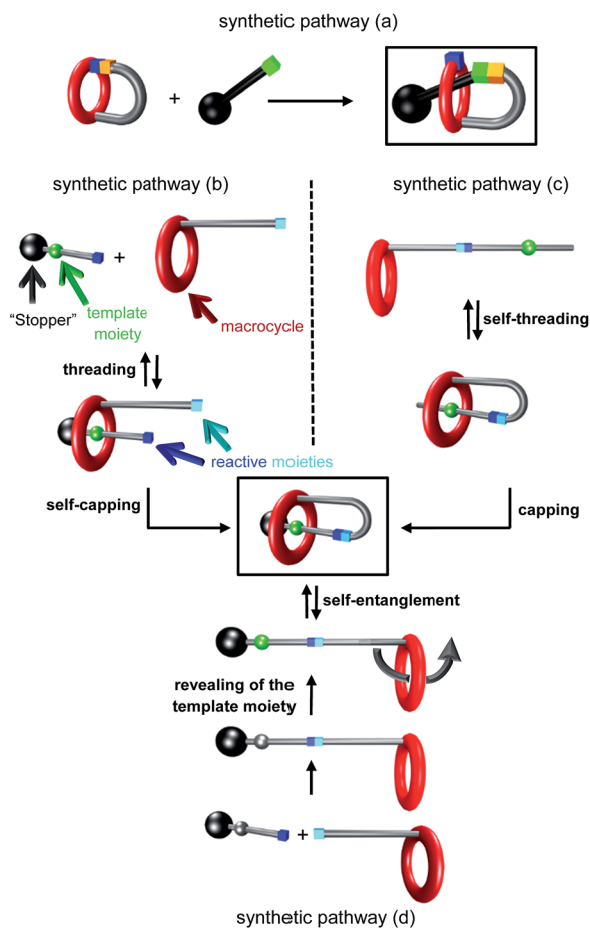 synthetic pathway (a)
+
synthetic pathway (b)
synthetic pathway (c)
+
"Stopper"
template
moiety
macrocycle
self-threading
threading
reactive moieties
self-capping
capping
self-entanglement
revealing of the
template moiety
+
synthetic pathway (d)